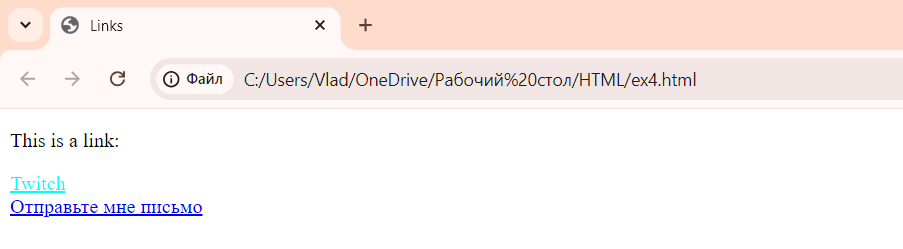 Links
Файл C:/Users/Vlad/OneDrive/Рабочий%20стол/HTML/ex4.html
This is a link:
Twitch
Отправьте мне письмо